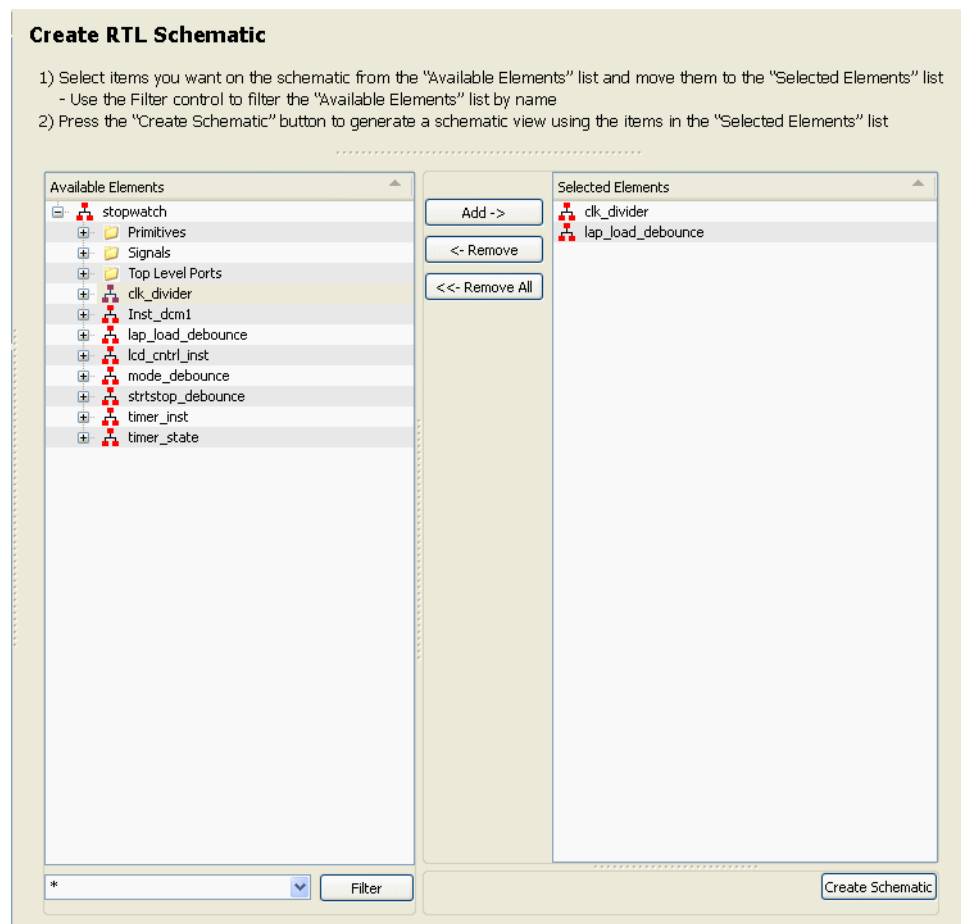 Create RTL Schematic
1) Select items you want on the schematic from the "Available Elements" list and move them to the "Selected Elements" list
- Use the Filter control to filter the "Available Elements" list by name
2) Press the "Create Schematic" button to generate a schematic view using the items in the "Selected Elements" list
Available Elements
stopwatch
Primitives
Signals
Top Level Ports
clk_divider
Inst_dcm1
lap_load_debounce
lcd_cntrl_inst
mode_debounce
strtstop_debounce
timer_inst
timer_state
*
Filter
Add ->
<- Remove
<<- Remove All
Selected Elements
clk_divider
lap_load_debounce
Create Schematic